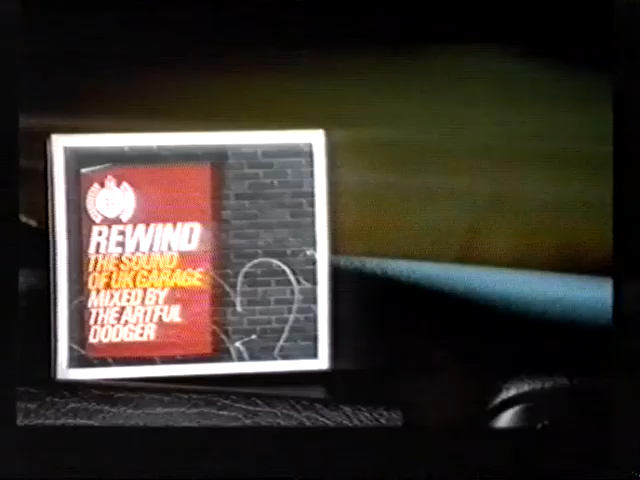 REWIND
THE SOUND
OF UK GARAGE
MIXED BY
THE ARTFUL
DODGER